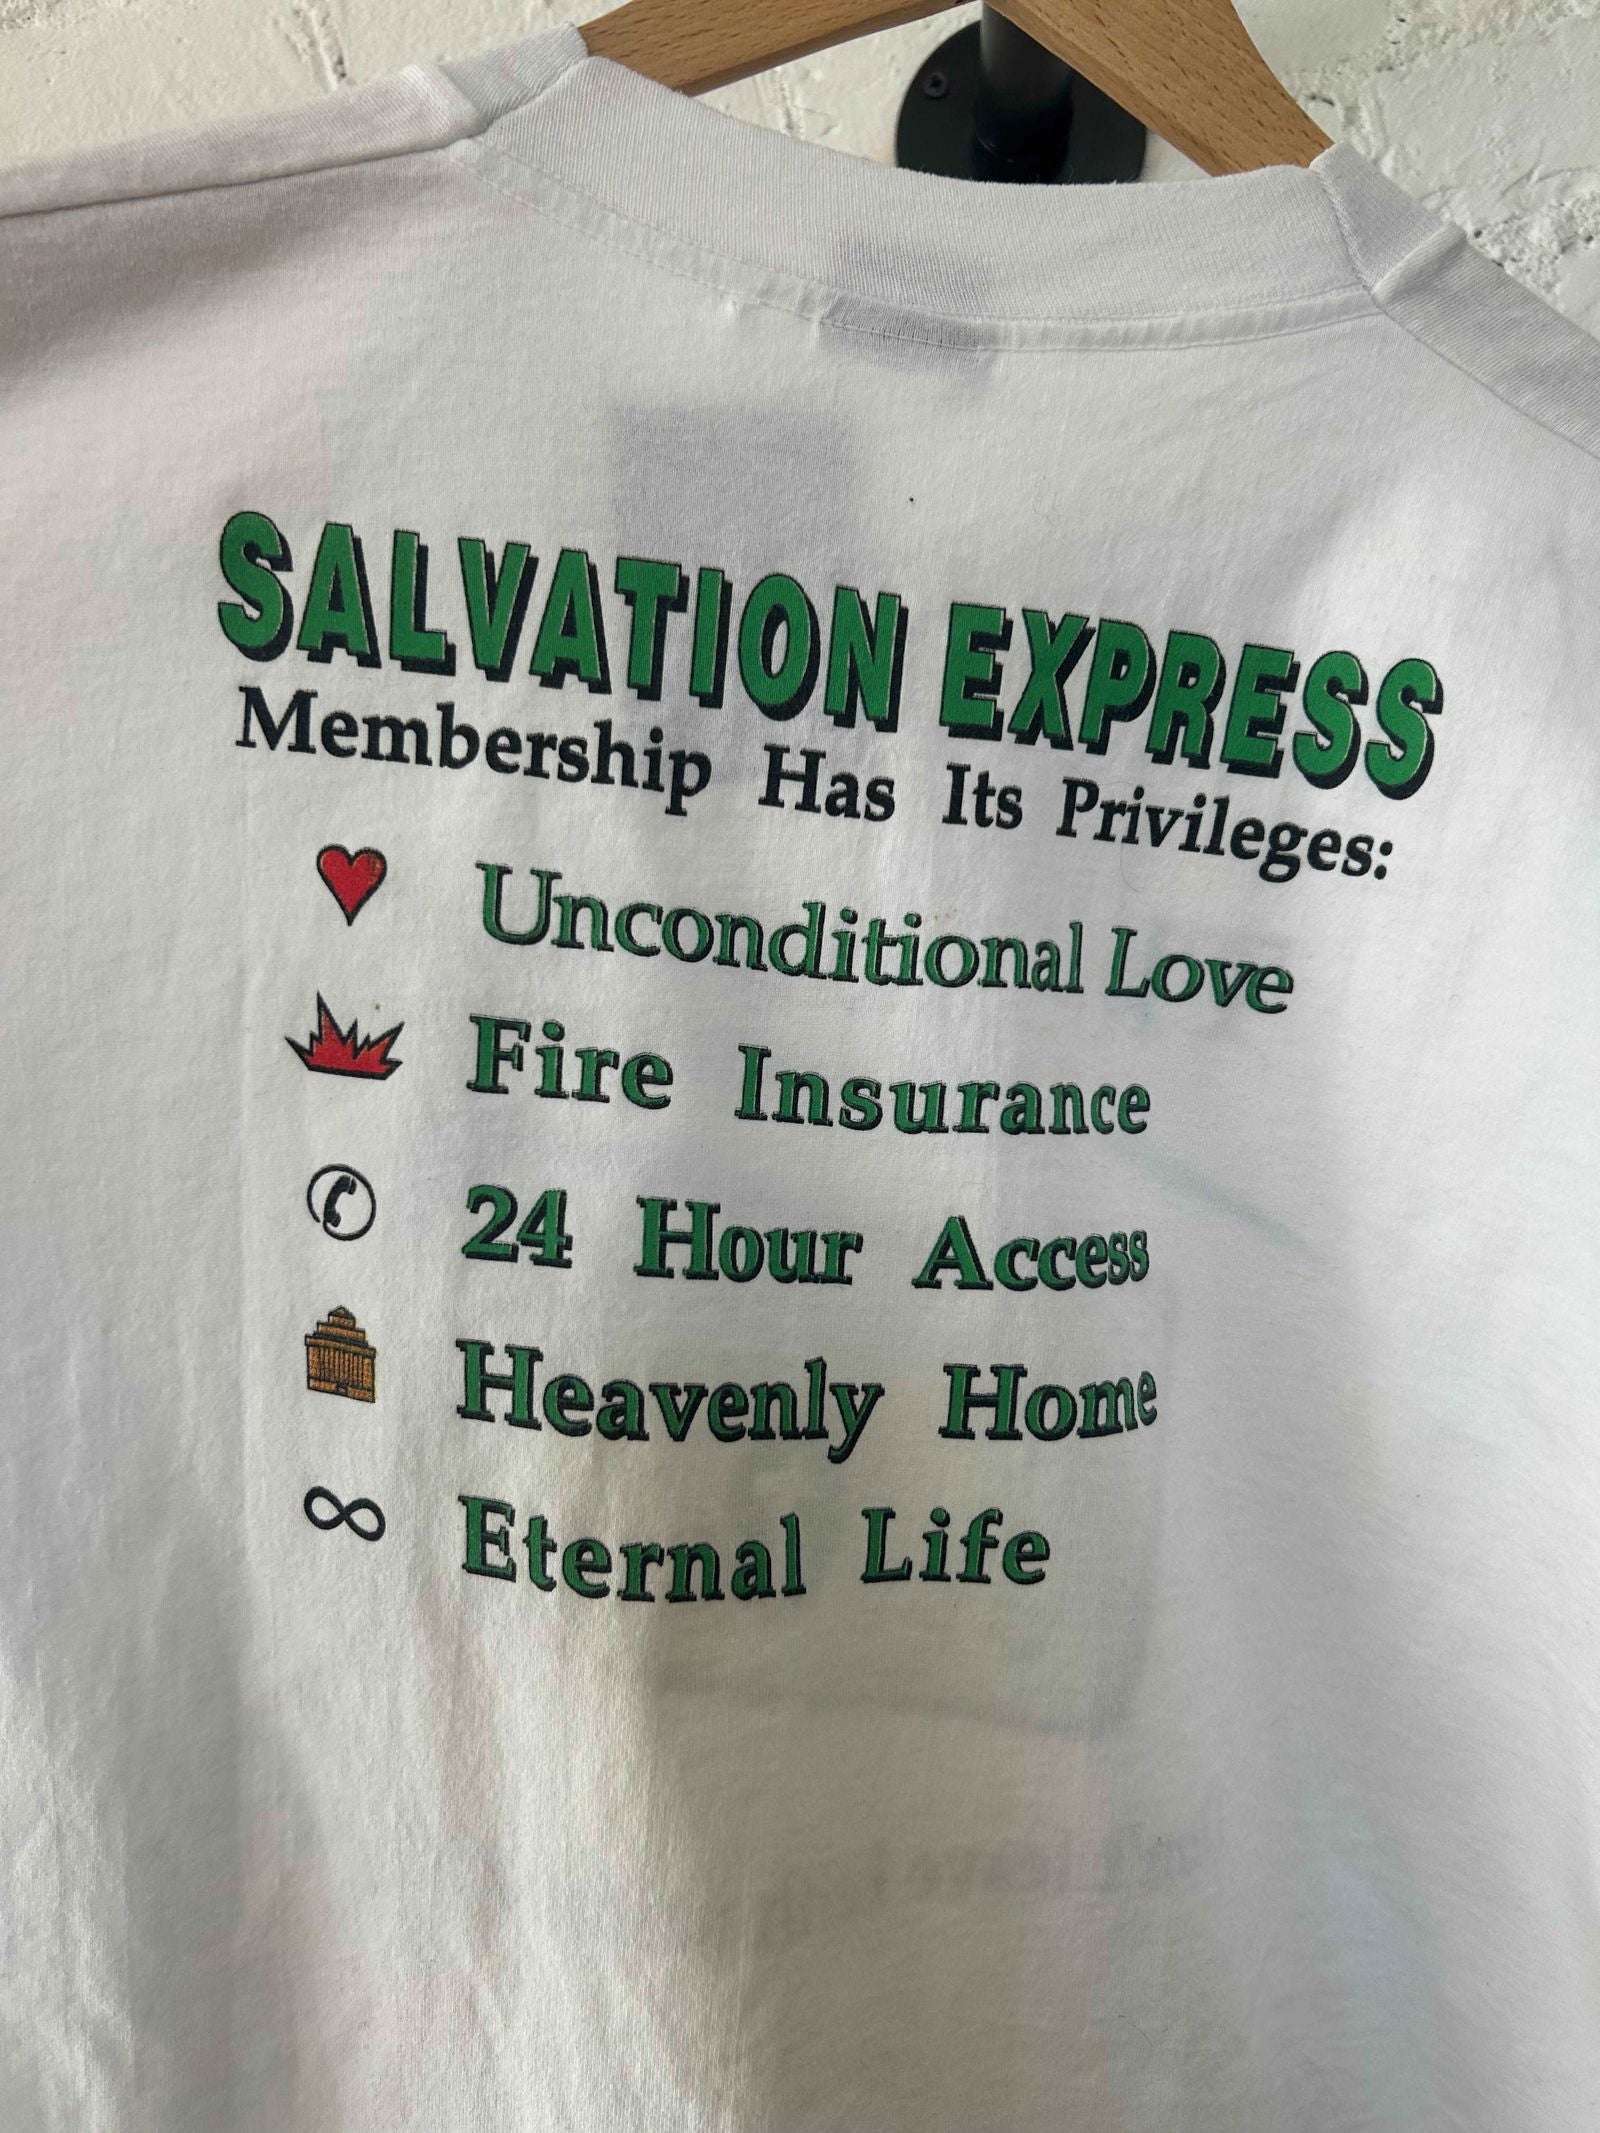 SALVATION EXPRESS
Membership Has Its Privileges:
Unconditional Love
Fire Insurance
24 Hour Access
Heavenly Home
Eternal Life